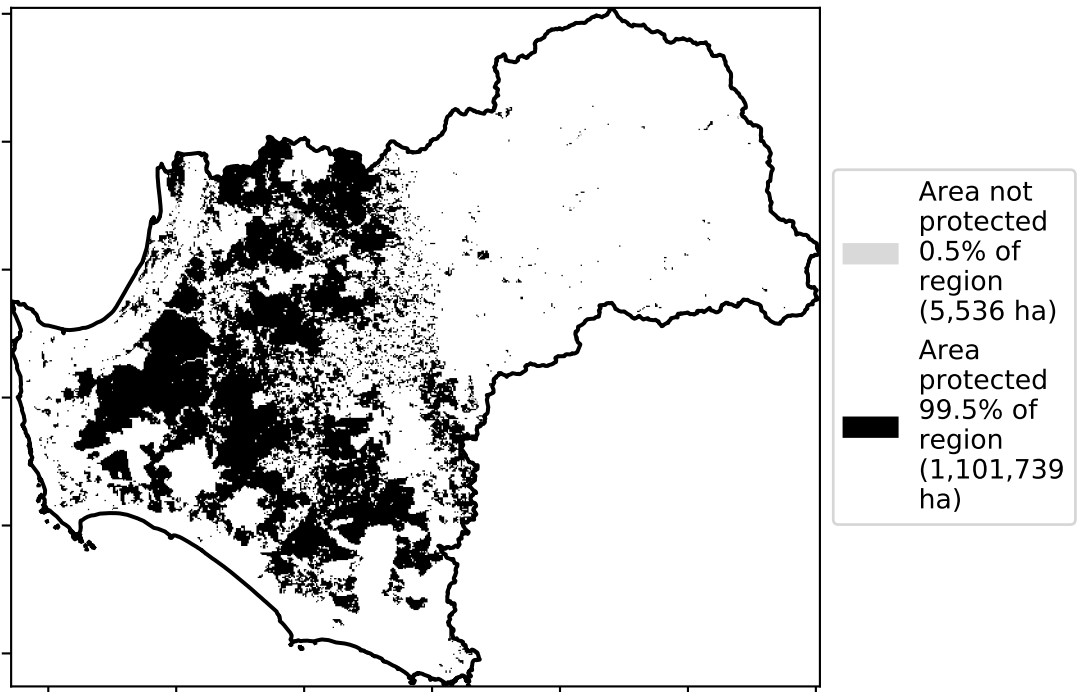 Area not
protected
0.5% of
region
(5,536 ha)
Area
protected
99.5% of
region
(1,101,739
ha)